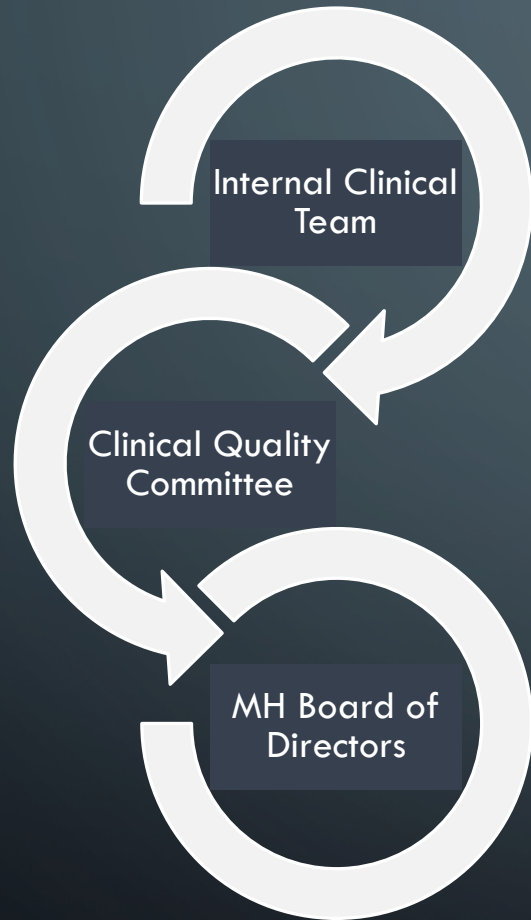 Internal Clinical
Team
Clinical Quality
Committee
MH Board of
Directors